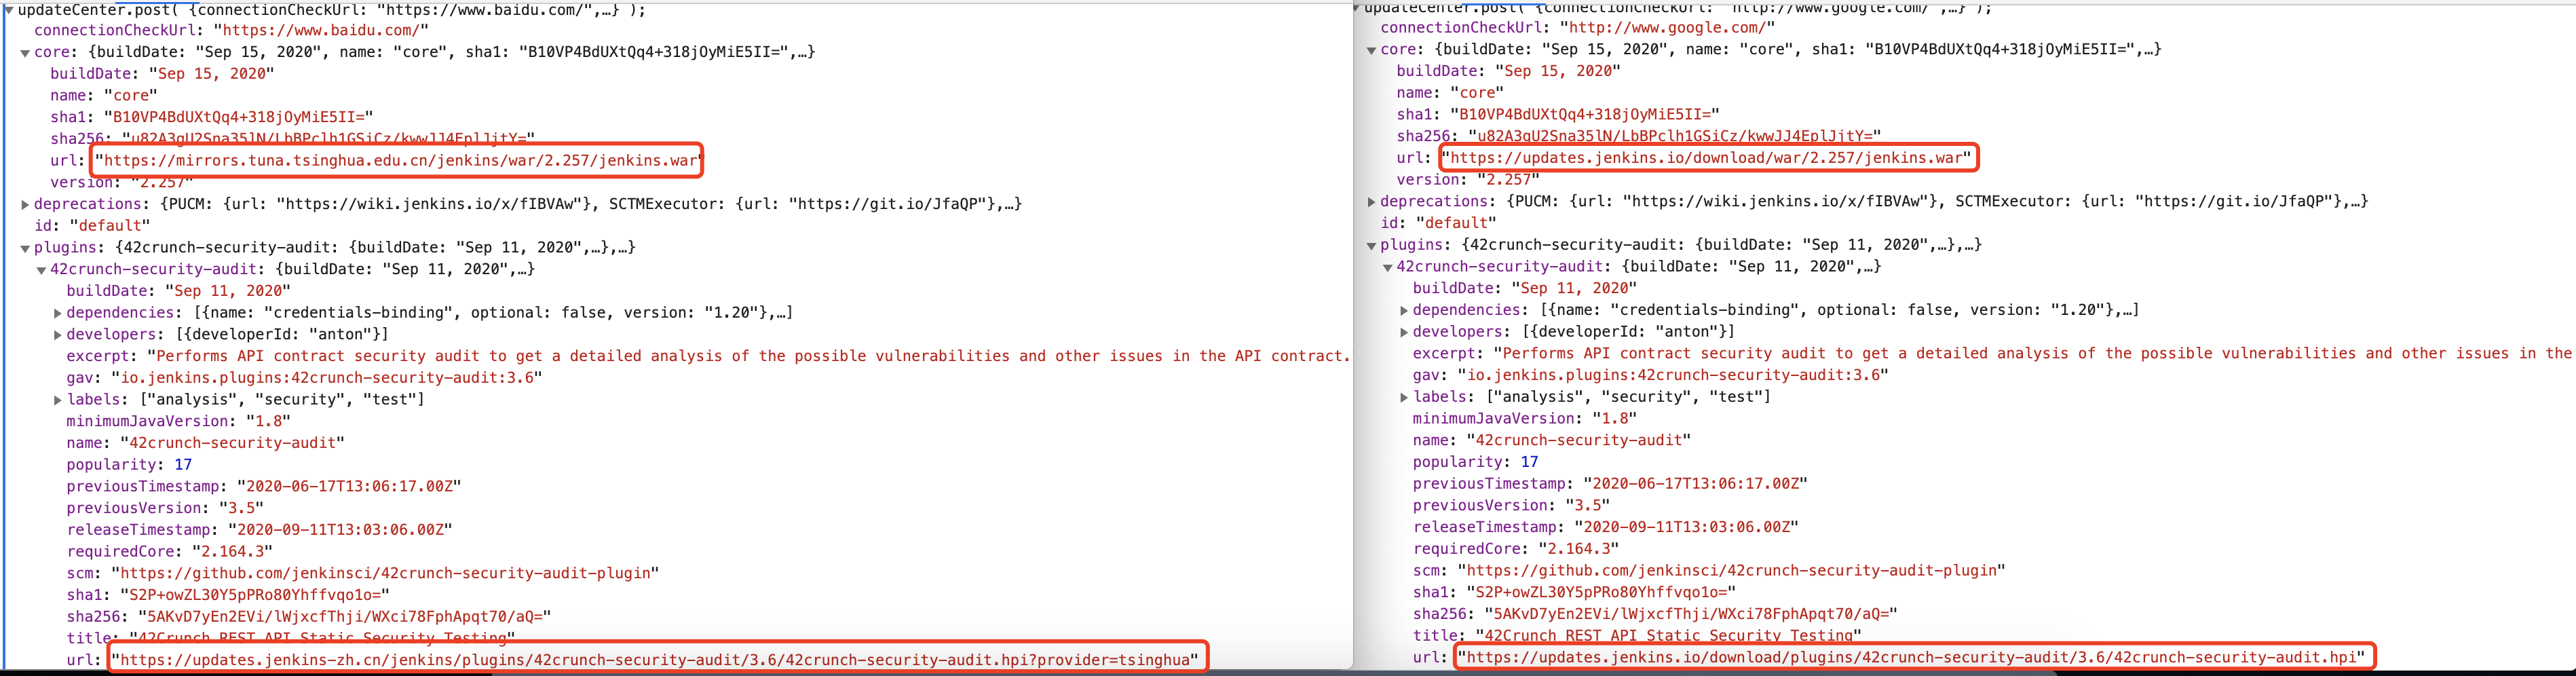 updateCenter.post( {connectionCheckUrl: "https://www.baidu.com/",…} );
connectionCheckUrl: "https://www.baidu.com/"
core: {buildDate: "Sep 15, 2020", name: "core", sha1: "B10VP4BdUXtQq4+318jOyMiE5II=",…}
buildDate: "Sep 15, 2020"
name: "core"
sha1: "B10VP4BdUXtQq4+318jOyMiE5II="
sha256: "u82A3gU2Sna35lN/LbBPclh1GSiCz/kwwJJ4EplJjtY="
url: "https://mirrors.tuna.tsinghua.edu.cn/jenkins/war/2.257/jenkins.war"
version: "2.257"
deprecations: {PUCM: {url: "https://wiki.jenkins.io/x/fIBVAw"}, SCTMExecutor: {url: "https://git.io/JfaQP"},…}
id: "default"
plugins: {42crunch-security-audit: {buildDate: "Sep 11, 2020",…},…}
42crunch-security-audit: {buildDate: "Sep 11, 2020",…}
buildDate: "Sep 11, 2020"
dependencies: [{name: "credentials-binding", optional: false, version: "1.20"},…]
developers: [{developerId: "anton"}]
excerpt: "Performs API contract security audit to get a detailed analysis of the possible vulnerabilities and other issues in the API contract.
gav: "io.jenkins.plugins:42crunch-security-audit:3.6"
labels: ["analysis", "security", "test"]
minimumJavaVersion: "1.8"
name: "42crunch-security-audit"
popularity: 17
previousTimestamp: "2020-06-17T13:06:17.00Z"
previousVersion: "3.5"
releaseTimestamp: "2020-09-11T13:03:06.00Z"
requiredCore: "2.164.3"
scm: "https://github.com/jenkinsci/42crunch-security-audit-plugin"
sha1: "S2P+owZL30Y5pPRo80Yhffvqo1o="
sha256: "5AKvD7yEn2EVi/lWjxcfThji/WXci78FphApqt70/aQ="
title: "42Crunch REST API Static Security Testing"
url: "https://updates.jenkins-zh.cn/jenkins/plugins/42crunch-security-audit/3.6/42crunch-security-audit.hpi?provider=tsinghua"
updateCenter.post( {connectionCheckUrl: "http://www.google.com/",…} );
connectionCheckUrl: "http://www.google.com/"
core: {buildDate: "Sep 15, 2020", name: "core", sha1: "B10VP4BdUXtQq4+318jOyMiE5II=",…}
buildDate: "Sep 15, 2020"
name: "core"
sha1: "B10VP4BdUXtQq4+318jOyMiE5II="
sha256: "u82A3gU2Sna35lN/LbBPclh1GSiCz/kwwJJ4EplJjtY="
url: "https://updates.jenkins.io/download/war/2.257/jenkins.war"
version: "2.257"
deprecations: {PUCM: {url: "https://wiki.jenkins.io/x/fIBVAw"}, SCTMExecutor: {url: "https://git.io/JfaQP"},…}
id: "default"
plugins: {42crunch-security-audit: {buildDate: "Sep 11, 2020",…},…}
42crunch-security-audit: {buildDate: "Sep 11, 2020",…}
buildDate: "Sep 11, 2020"
dependencies: [{name: "credentials-binding", optional: false, version: "1.20"},…]
developers: [{developerId: "anton"}]
excerpt: "Performs API contract security audit to get a detailed analysis of the possible vulnerabilities and other issues in the
gav: "io.jenkins.plugins:42crunch-security-audit:3.6"
labels: ["analysis", "security", "test"]
minimumJavaVersion: "1.8"
name: "42crunch-security-audit"
popularity: 17
previousTimestamp: "2020-06-17T13:06:17.00Z"
previousVersion: "3.5"
releaseTimestamp: "2020-09-11T13:03:06.00Z"
requiredCore: "2.164.3"
scm: "https://github.com/jenkinsci/42crunch-security-audit-plugin"
sha1: "S2P+owZL30Y5pPRo80Yhffvqo1o="
sha256: "5AKvD7yEn2EVi/lWjxcfThji/WXci78FphApqt70/aQ="
title: "42Crunch REST API Static Security Testing"
url: "https://updates.jenkins.io/download/plugins/42crunch-security-audit/3.6/42crunch-security-audit.hpi"